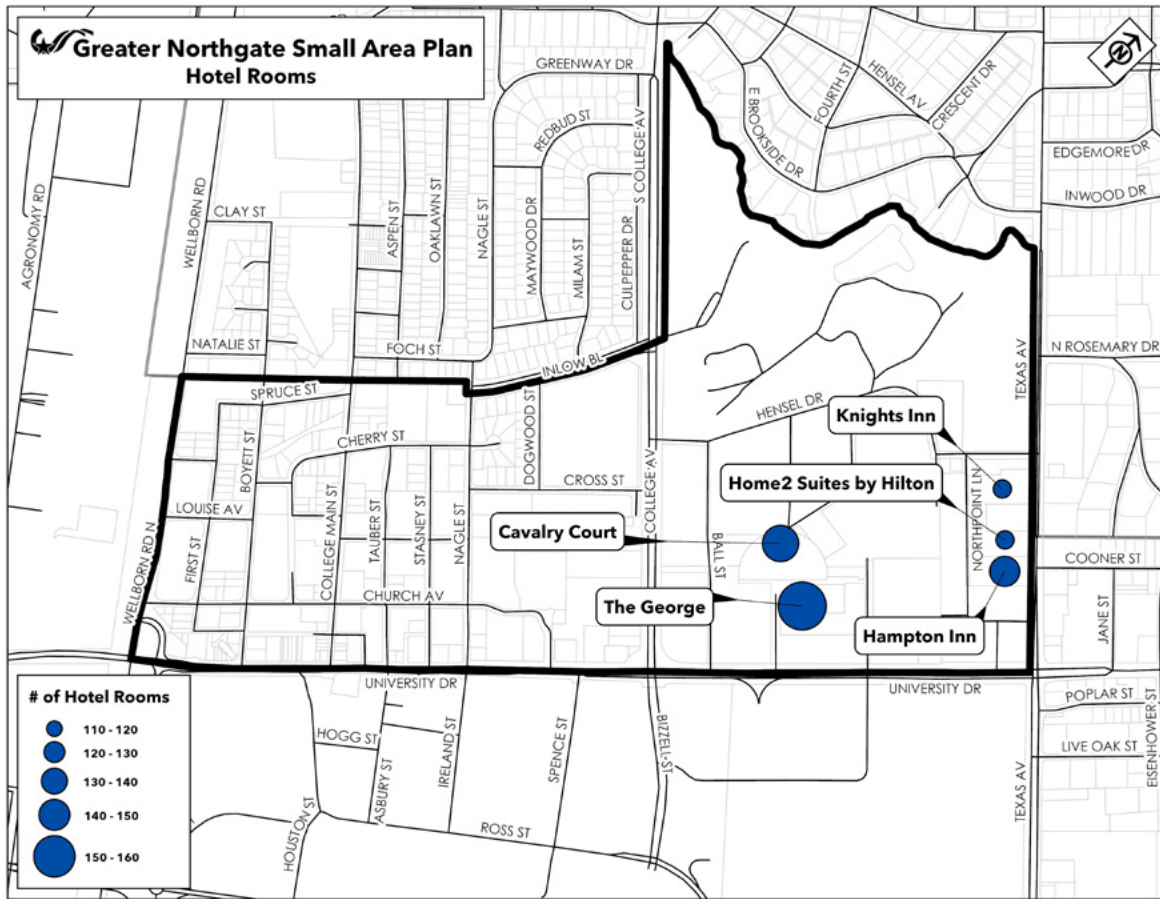 Greater Northgate Small Area Plan
Hotel Rooms
N
GREENWAY DR
REDBUD ST
S COLLEGE AV
E BROOKSIDE DR
FOURTH ST
HENSEL AV
CRESCENT DR
EDGEMORE DR
INWOOD DR
AGRONOMY RD
WELLBORN RD
CLAY ST
ASPEN ST
OAKLAWN ST
NAGLE ST
MAYWOOD DR
MILAM ST
CULPEPPER DR
NATALIE ST
FOCH ST
INLOW BL
TEXAS AV
N ROSEMARY DR
SPRUCE ST
BOYETT ST
CHERRY ST
DOGWOOD ST
HENSEL DR
Knights Inn
Home2 Suites by Hilton
CROSS ST
COLLEGE AV
LOUISE AV
COLLEGE MAIN ST
TAUBER ST
STASNEY ST
NAGLE ST
Cavalry Court
BALL ST
NORTHPOINT LN
COONER ST
WELLBORN RD N
FIRST ST
CHURCH AV
The George
Hampton Inn
JANE ST
UNIVERSITY DR
UNIVERSITY DR
POPLAR ST
LIVE OAK ST
EISENHOWER ST
HOGG ST
ASBURY ST
IRELAND ST
SPENCE ST
BIZZELL ST
TEXAS AV
HOUSTON ST
ROSS ST
# of Hotel Rooms
110 - 120
120 - 130
130 - 140
140 - 150
150 - 160